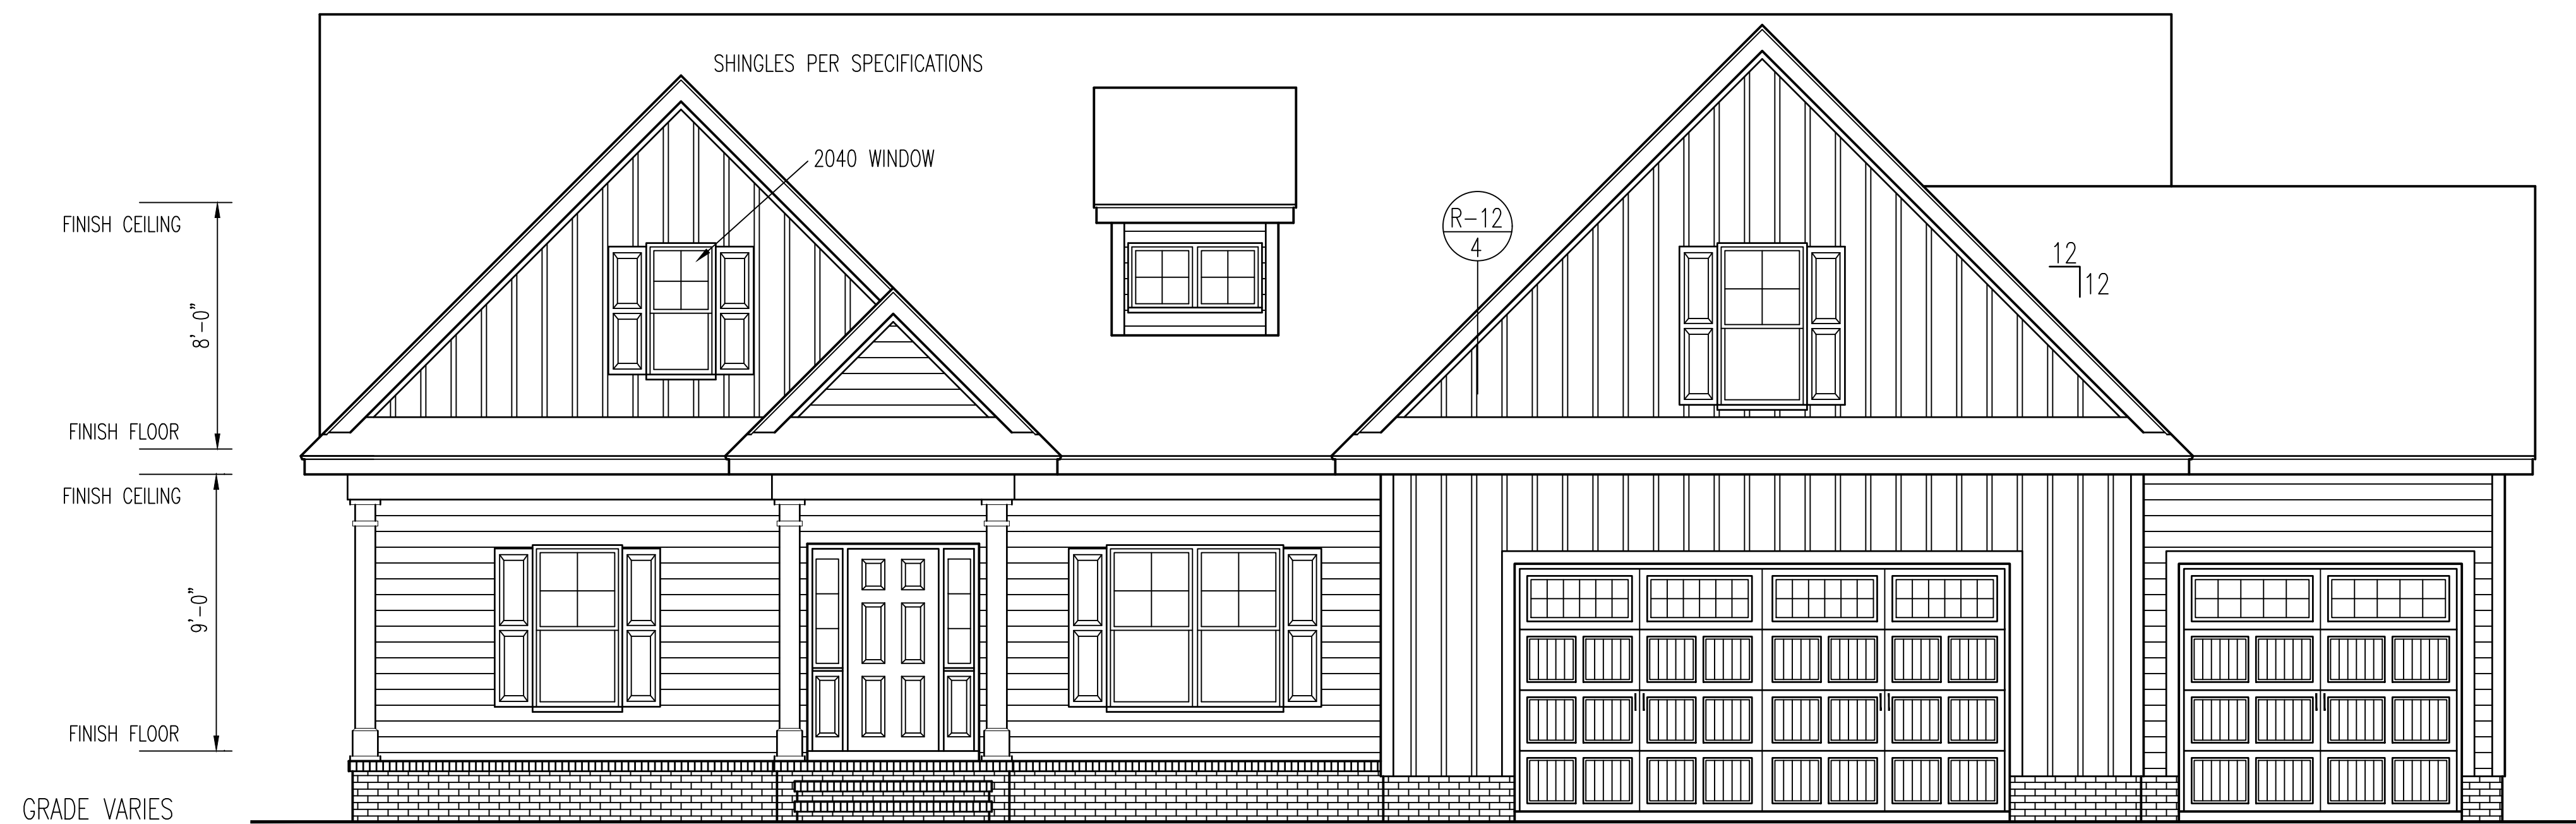 SHINGLES PER SPECIFICATIONS
2040 WINDOW
FINISH CEILING
R-12
4
12
12
8'-0"
FINISH FLOOR
FINISH CEILING
9'-0"
FINISH FLOOR
GRADE VARIES